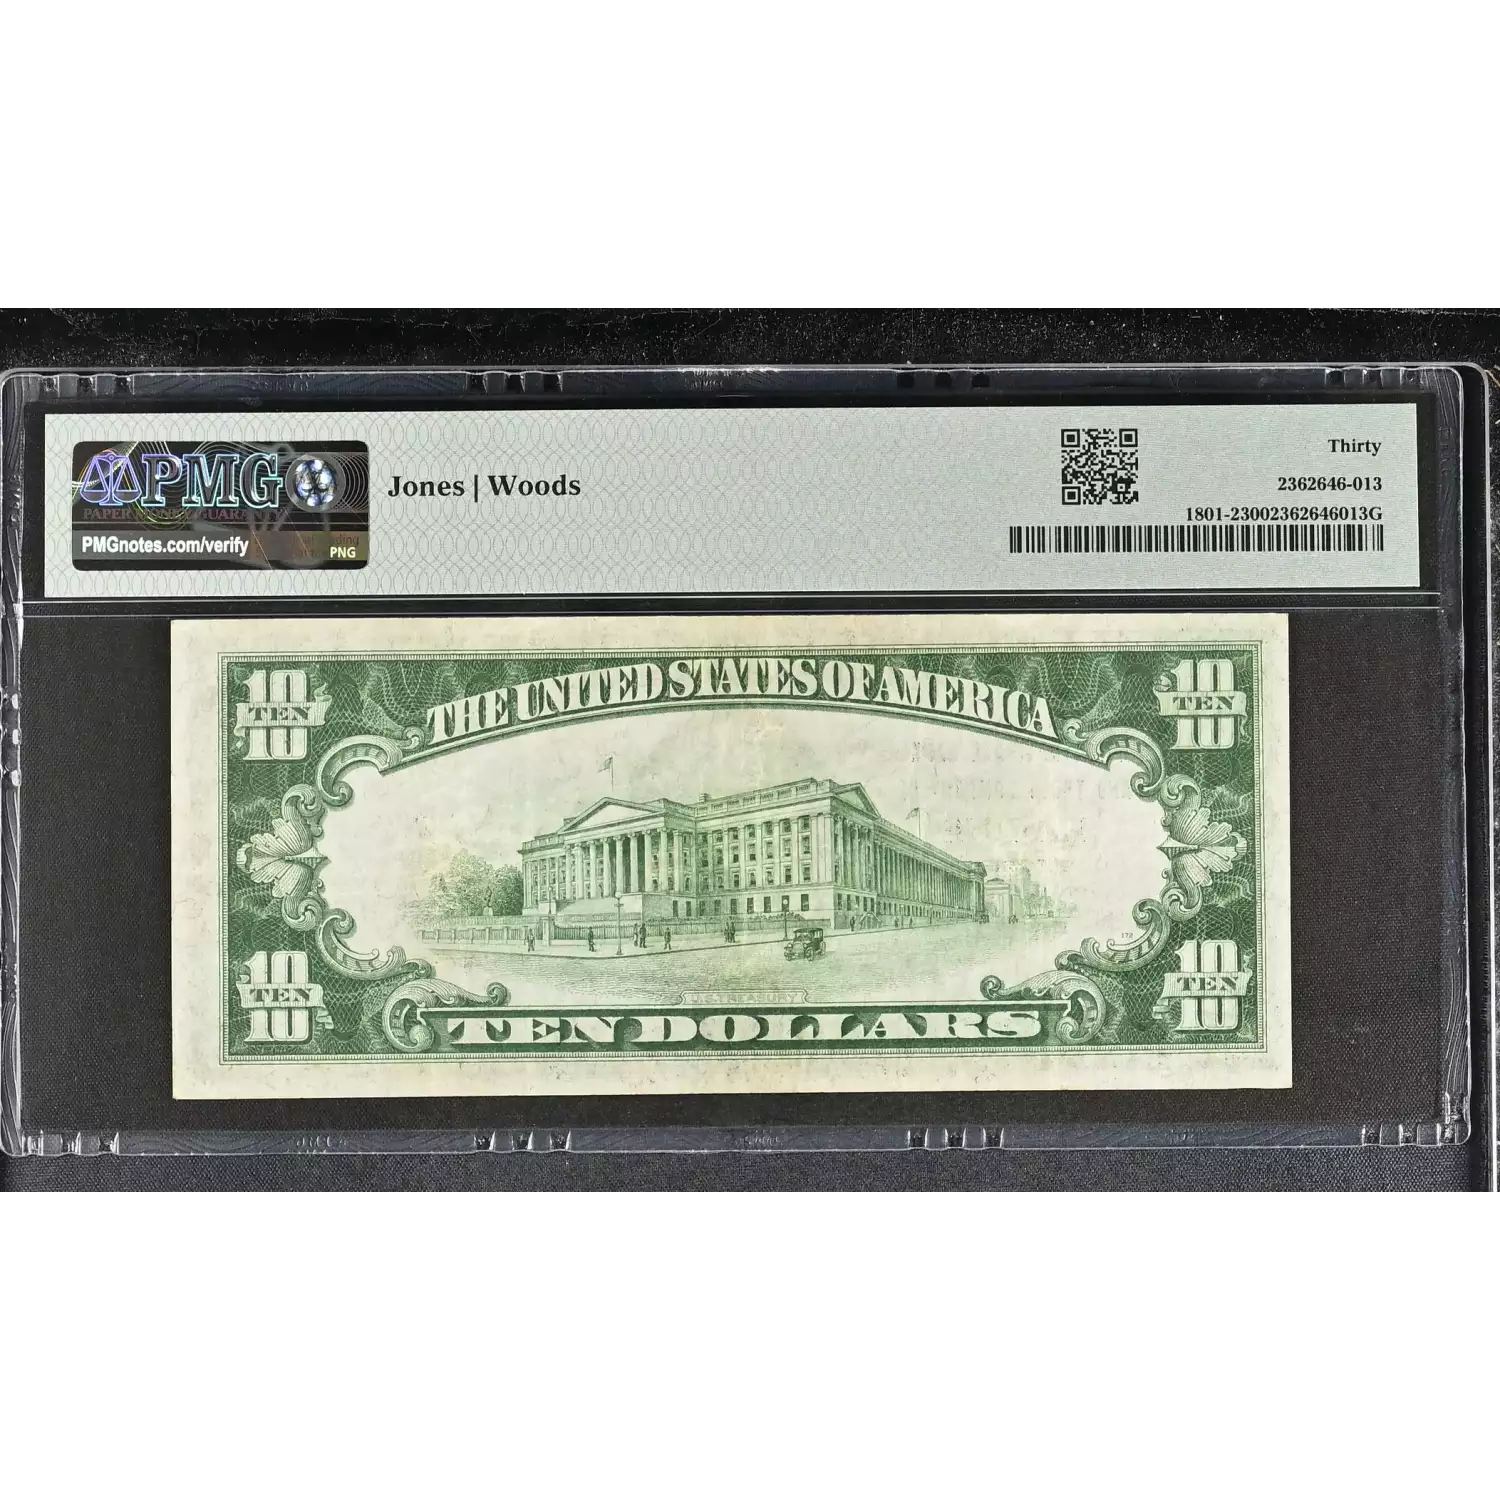 PMG
PAPER MONEY GUARANTY
PMGnotes.com/verify
PNG
Jones | Woods
Thirty
2362646-013
1801-23002362646013G
THE UNITED STATES OF AMERICA
10
TEN
10
10
TEN
10
172
10
TEN
10
10
TEN
10
U.S. TREASURY
TEN DOLLARS